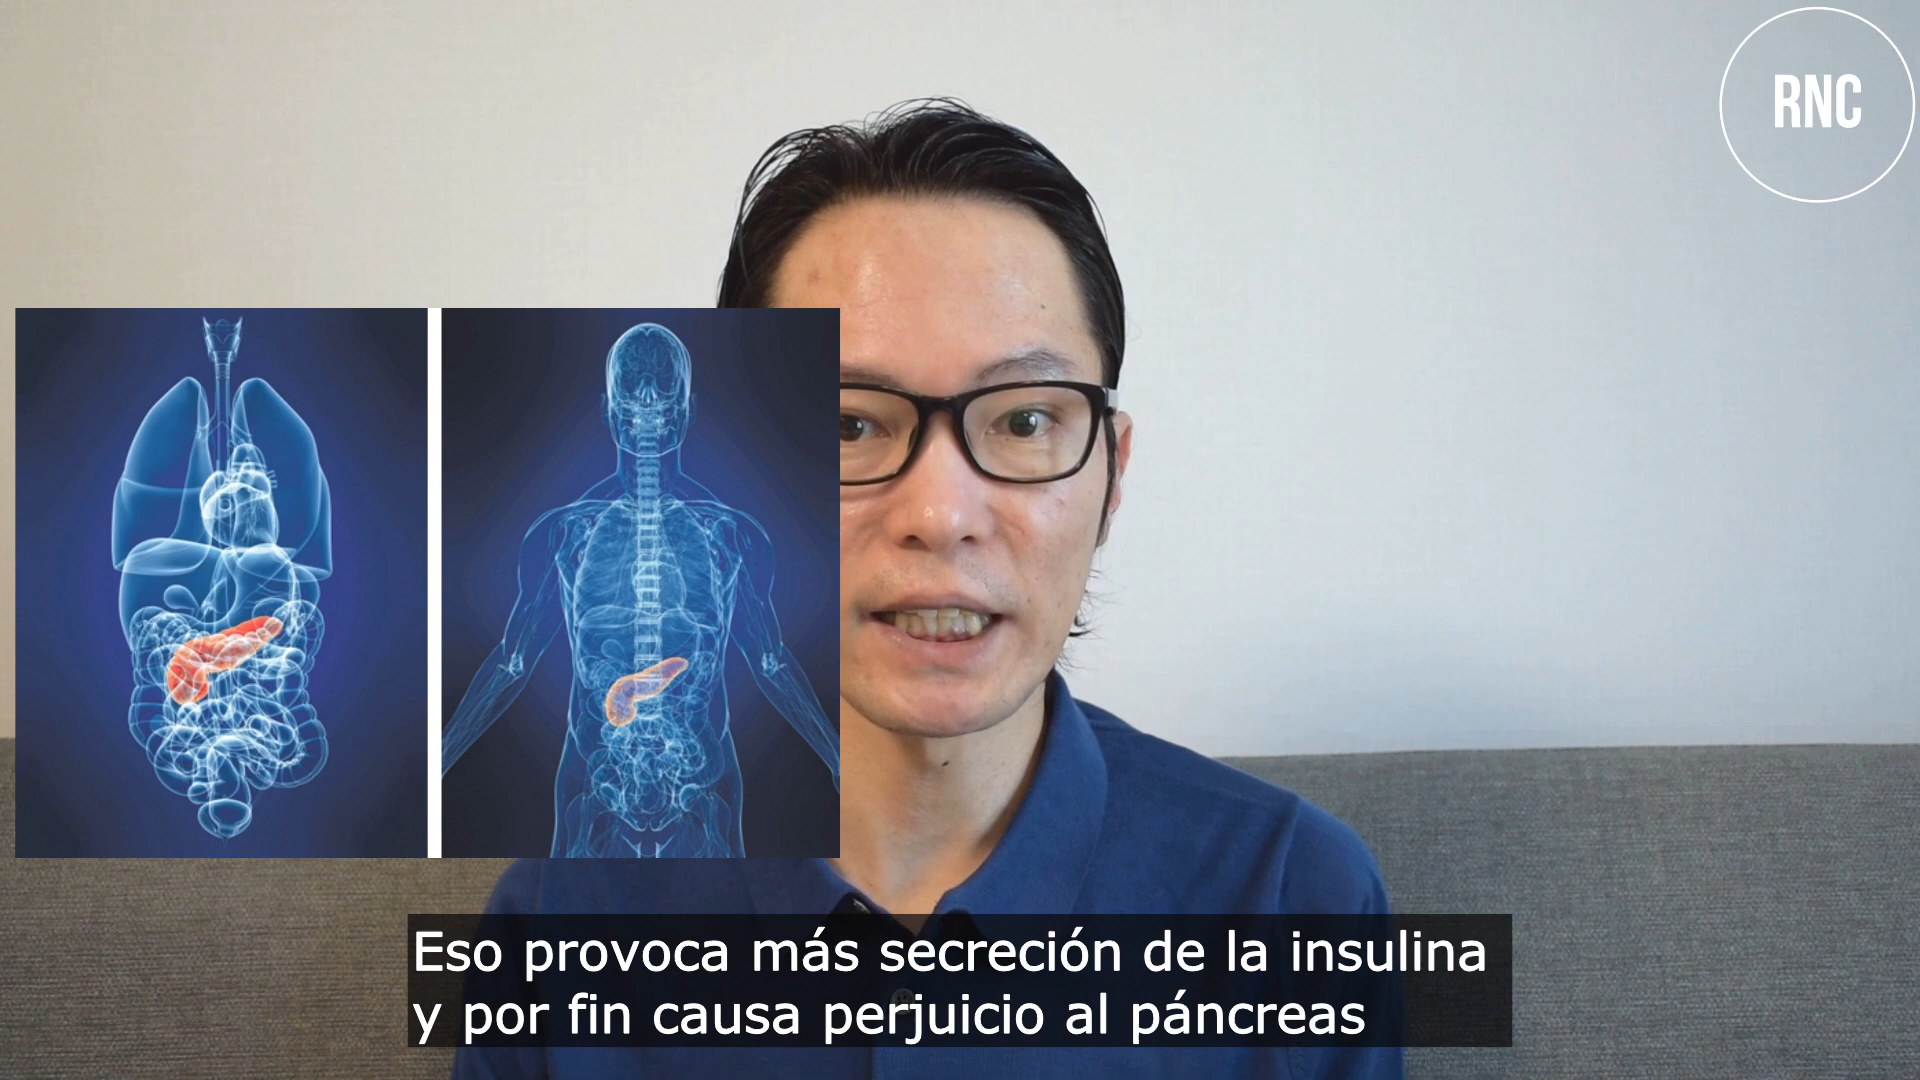 RNC
Eso provoca más secreción de la insulina
y por fin causa perjuicio al páncreas